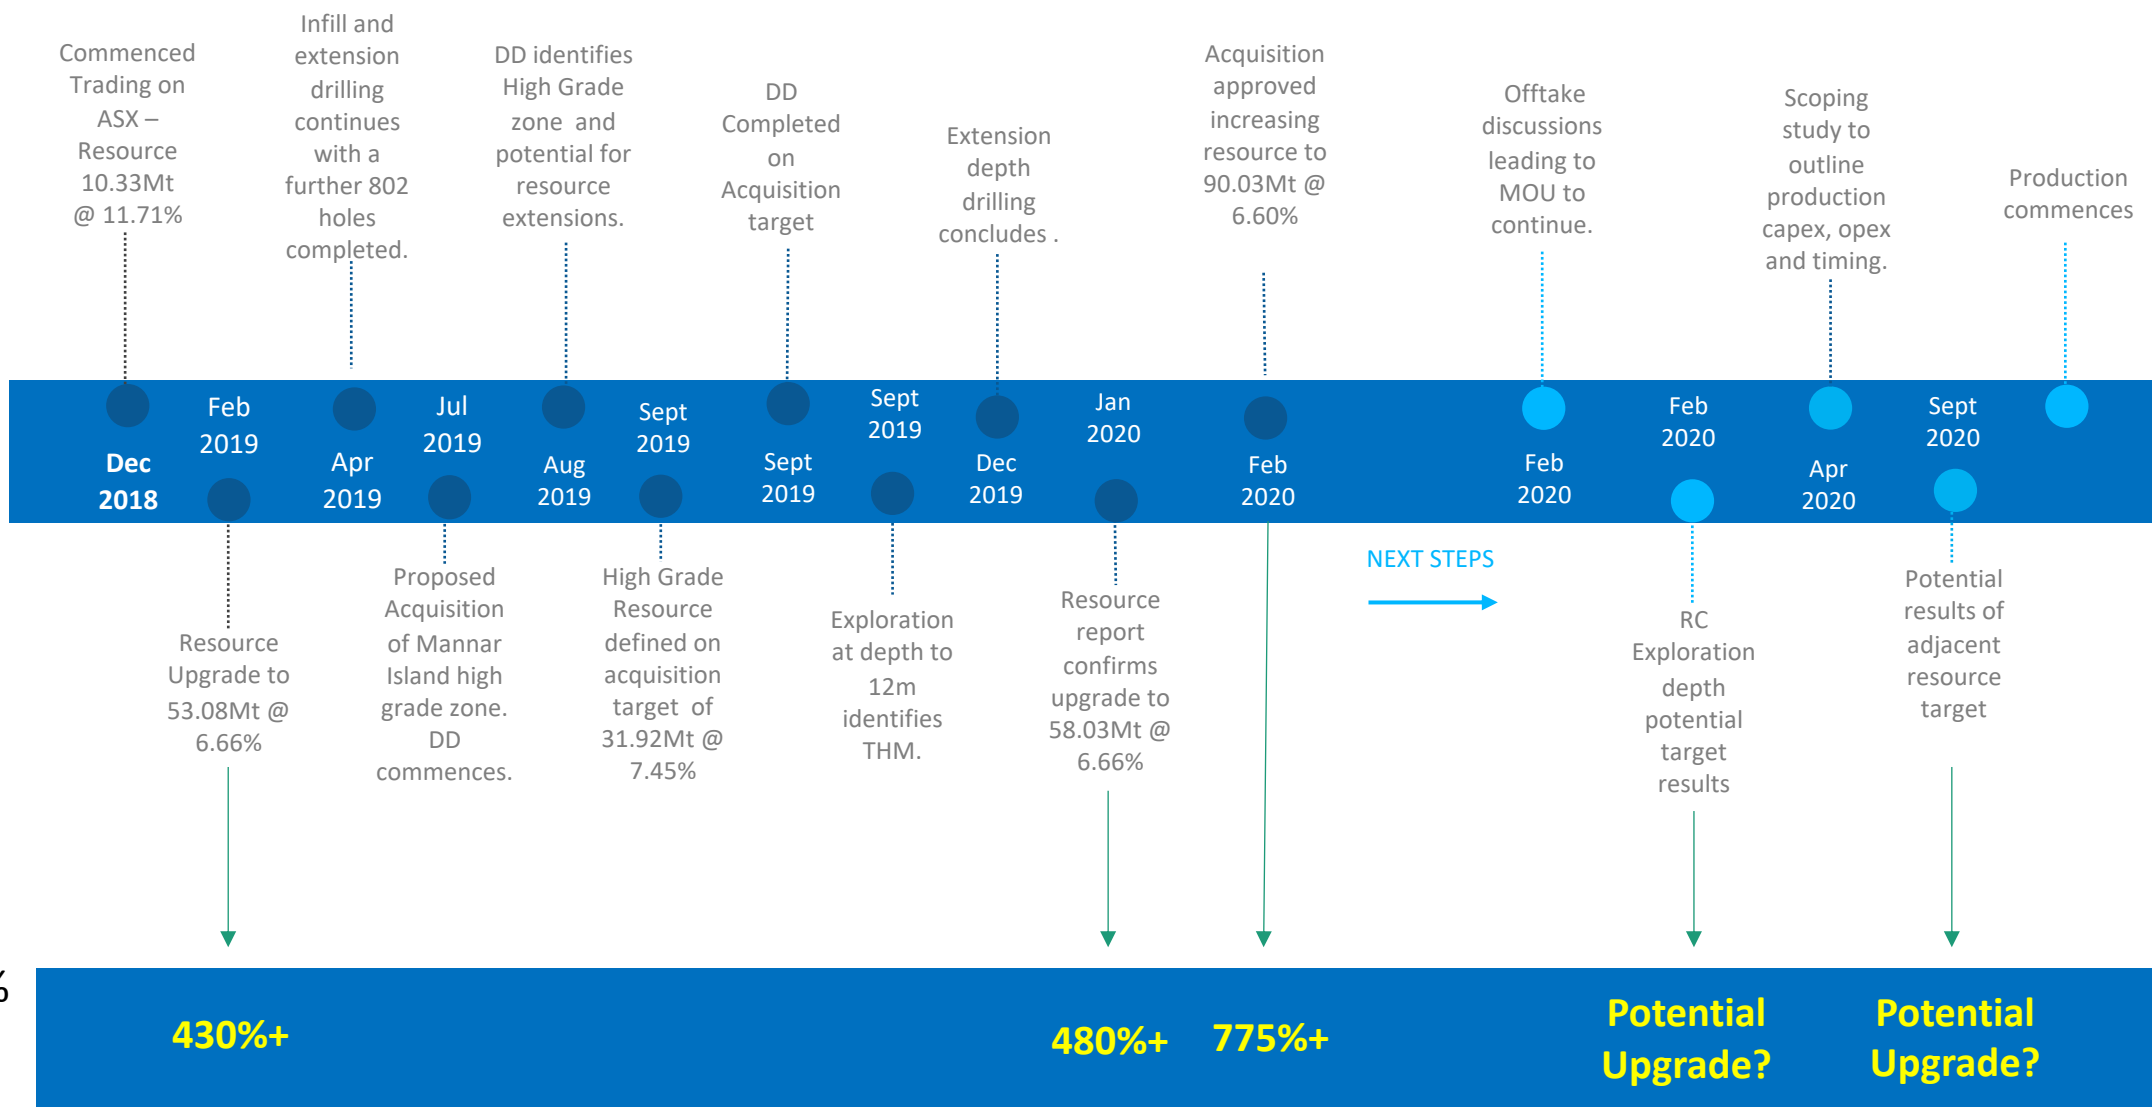 Commenced
Trading on
ASX –
Resource
10.33Mt
@ 11.71%
Infill and
extension
drilling
continues
with a
further 802
holes
completed.
DD identifies
High Grade
zone and
potential for
resource
extensions.
DD
Completed
on
Acquisition
target
Extension
depth
drilling
concludes .
Acquisition
approved
increasing
resource to
90.03Mt @
6.60%
Offtake
discussions
leading to
MOU to
continue.
Scoping
study to
outline
production
capex, opex
and timing.
Production
commences
Dec
2018
Feb
2019
Apr
2019
Jul
2019
Aug
2019
Sept
2019
Sept
2019
Sept
2019
Dec
2019
Jan
2020
Feb
2020
Feb
2020
Feb
2020
Apr
2020
Sept
2020
Resource
Upgrade to
53.08Mt @
6.66%
Proposed
Acquisition
of Mannar
Island high
grade zone.
DD
commences.
High Grade
Resource
defined on
acquisition
target of
31.92Mt @
7.45%
Exploration
at depth to
12m
identifies
THM.
Resource
report
confirms
upgrade to
58.03Mt @
6.66%
NEXT STEPS
RC
Exploration
depth
potential
target
results
Potential
results of
adjacent
resource
target
%
430%+
480%+
775%+
Potential
Upgrade?
Potential
Upgrade?